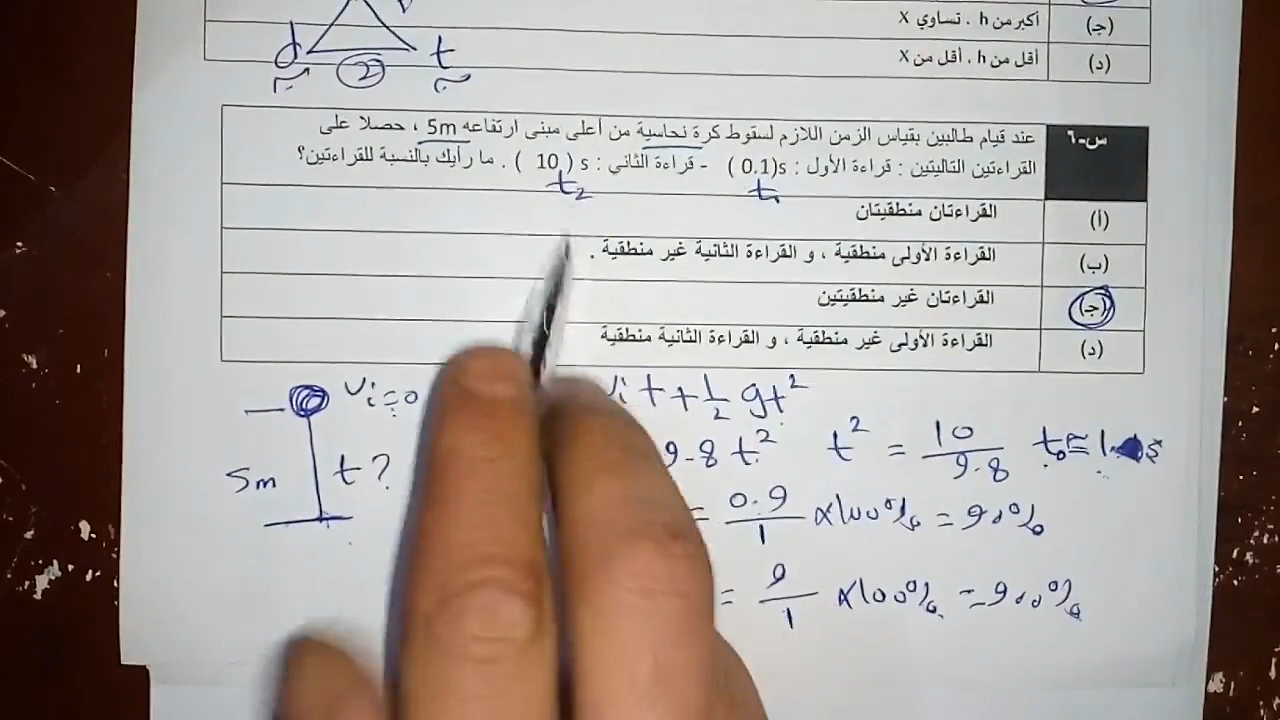 (ج) أكبر من h ، تساوي X
(د) أقل من h ، أقل من X
d t
2
س-٦ عند قيام طالبين بقياس الزمن اللازم لسقوط كرة نحاسية من أعلى مبنى ارتفاعه 5m ، حصلا على
القراءتين التاليتين : قراءة الأول : 0.1)s ) - قراءة الثاني : 10 ) s ) . ما رأيك بالنسبة للقراءتين؟
t₁ t₂
(أ) القراءتان منطقيتان
(ب) القراءة الأولى منطقية ، و القراءة الثانية غير منطقية .
(ج) القراءتان غير منطقيتين
(د) القراءة الأولى غير منطقية ، و القراءة الثانية منطقية
Vi = 0
Vi t + 1/2 gt²
9.8 t² t² = 10/9.8
5m t?
= 0.9/1 x100% = 90%
= 9/1 x100% = 900%